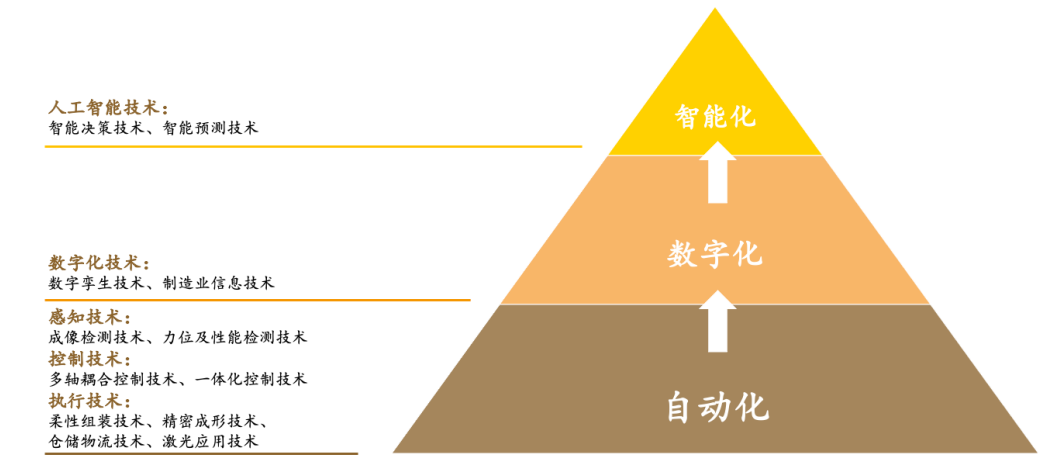 人工智能技术：
智能决策技术、智能预测技术
智能化
数字化技术：
数字孪生技术、制造业信息技术
数字化
感知技术：
成像检测技术、力位及性能检测技术
控制技术：
多轴耦合控制技术、一体化控制技术
执行技术：
柔性组装技术、精密成形技术、
仓储物流技术、激光应用技术
自动化